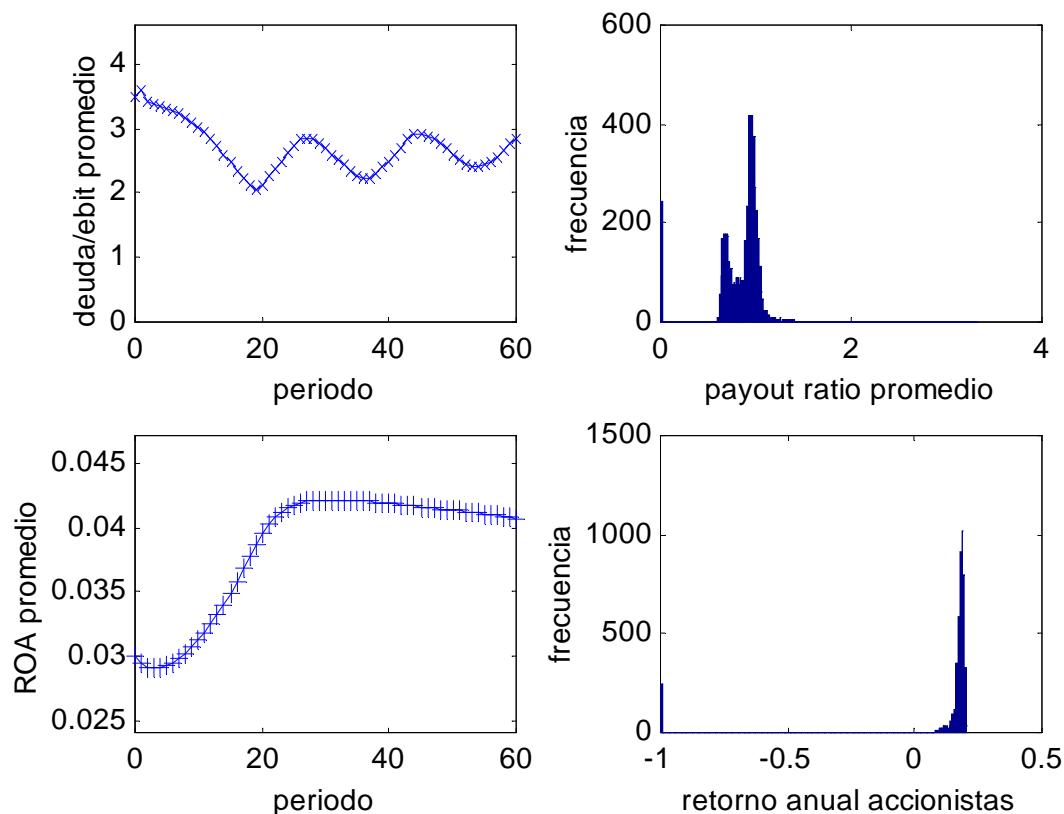 deuda/ebit promedio
4
3
2
1
0
0 20 40 60
periodo
frecuencia
600
400
200
0
0 2 4
payout ratio promedio
ROA promedio
0.045
0.04
0.035
0.03
0.025
0 20 40 60
periodo
frecuencia
1500
1000
500
0
-1 -0.5 0 0.5
retorno anual accionistas